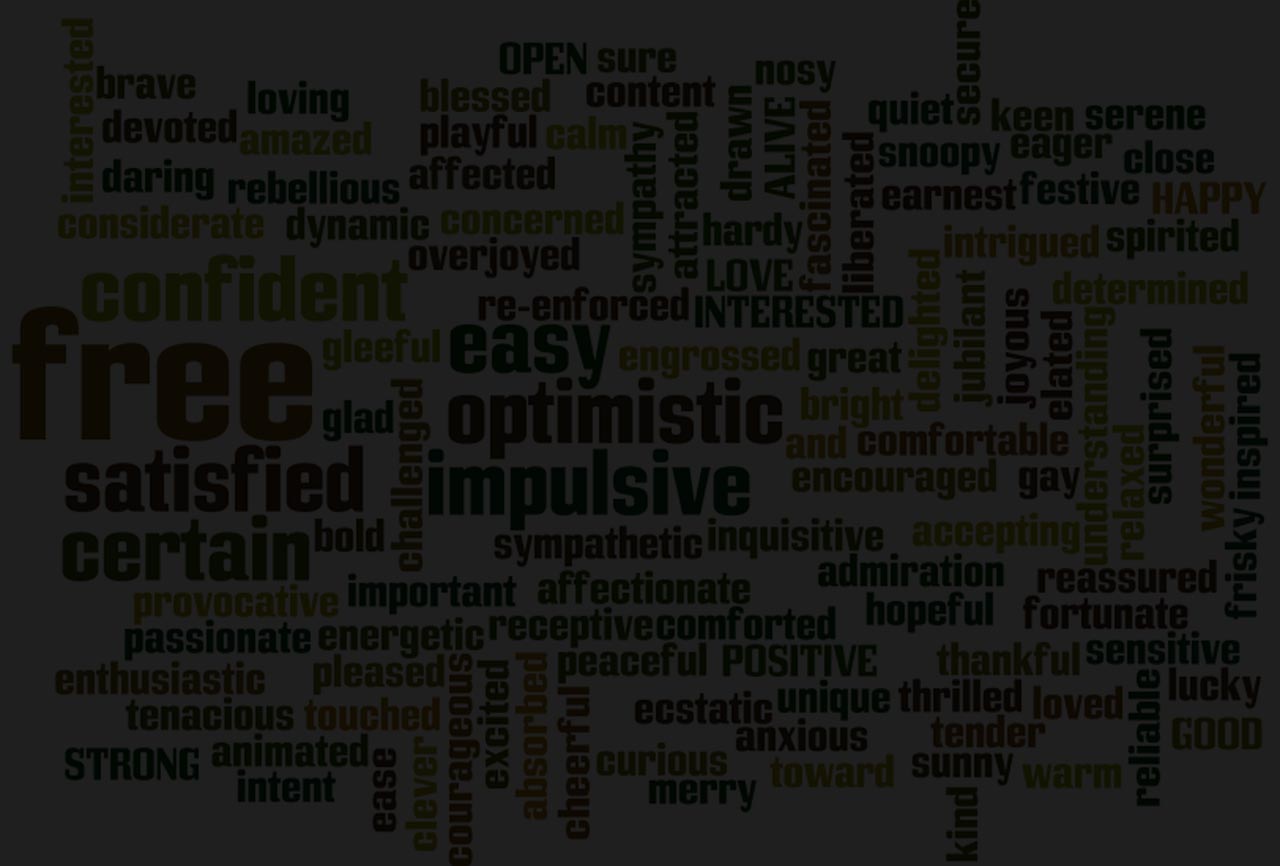 interested
brave
loving
OPEN sure
nosy
secure
blessed
content
devoted
amazed
playful calm
drawn
ALIVE
quiet
keen serene
snoopy
eager
close
daring
rebellious
affected
sympathy
attracted
fascinated
liberated
earnest
festive
HAPPY
considerate
dynamic
concerned
hardy
intrigued
spirited
overjoyed
LOVE
confident
re-enforced
INTERESTED
delighted
jubilant
joyous
elated
determined
free
gleeful
easy
engrossed
great
understanding
surprised
wonderful
inspired
glad
challenged
optimistic
bright
and comfortable
satisfied
impulsive
encouraged
gay
relaxed
certain
bold
sympathetic
inquisitive
accepting
frisky
provocative
important
affectionate
admiration
reassured
hopeful
fortunate
passionate
energetic
receptive
comforted
enthusiastic
pleased
peaceful
POSITIVE
thankful
sensitive
tenacious
touched
courageous
excited
absorbed
cheerful
ecstatic
unique
thrilled
loved
reliable
lucky
anxious
tender
GOOD
STRONG
animated
intent
ease
clever
curious
merry
toward
sunny
warm
kind